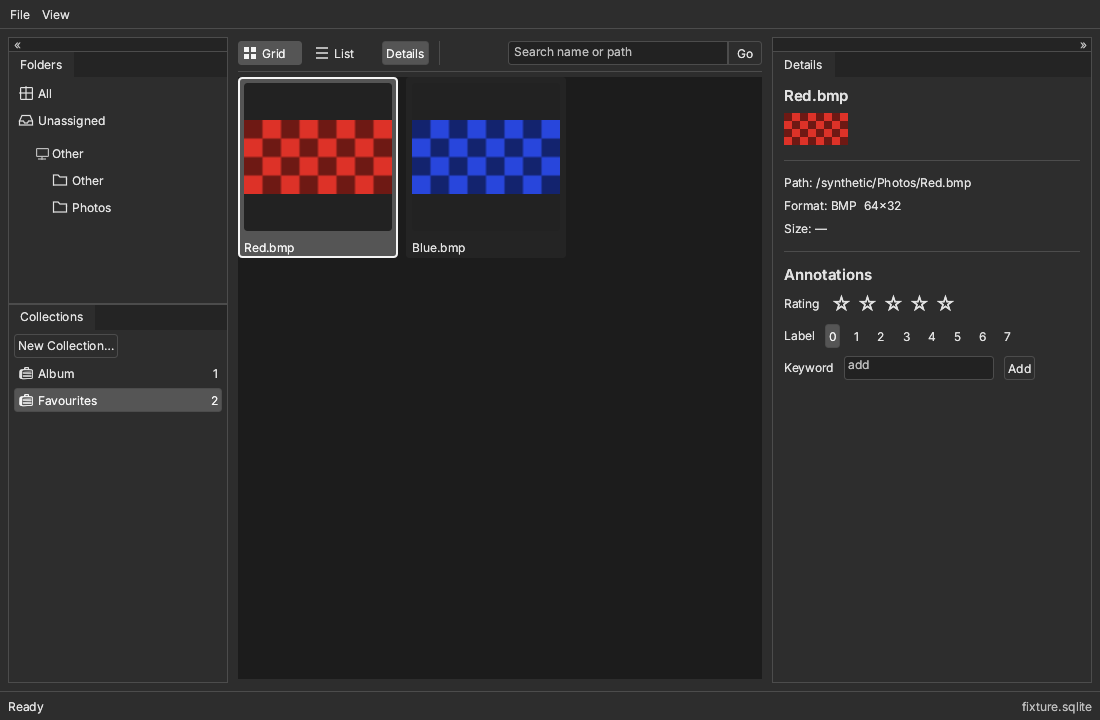 File View
«
Folders
All
Unassigned
Other
Other
Photos
Collections
New Collection...
Album 1
Favourites 2
Grid List Details Search name or path Go
Red.bmp Blue.bmp
»
Details
Red.bmp
Path: /synthetic/Photos/Red.bmp
Format: BMP 64×32
Size: —
Annotations
Rating ☆ ☆ ☆ ☆ ☆
Label 0 1 2 3 4 5 6 7
Keyword add Add
Ready fixture.sqlite